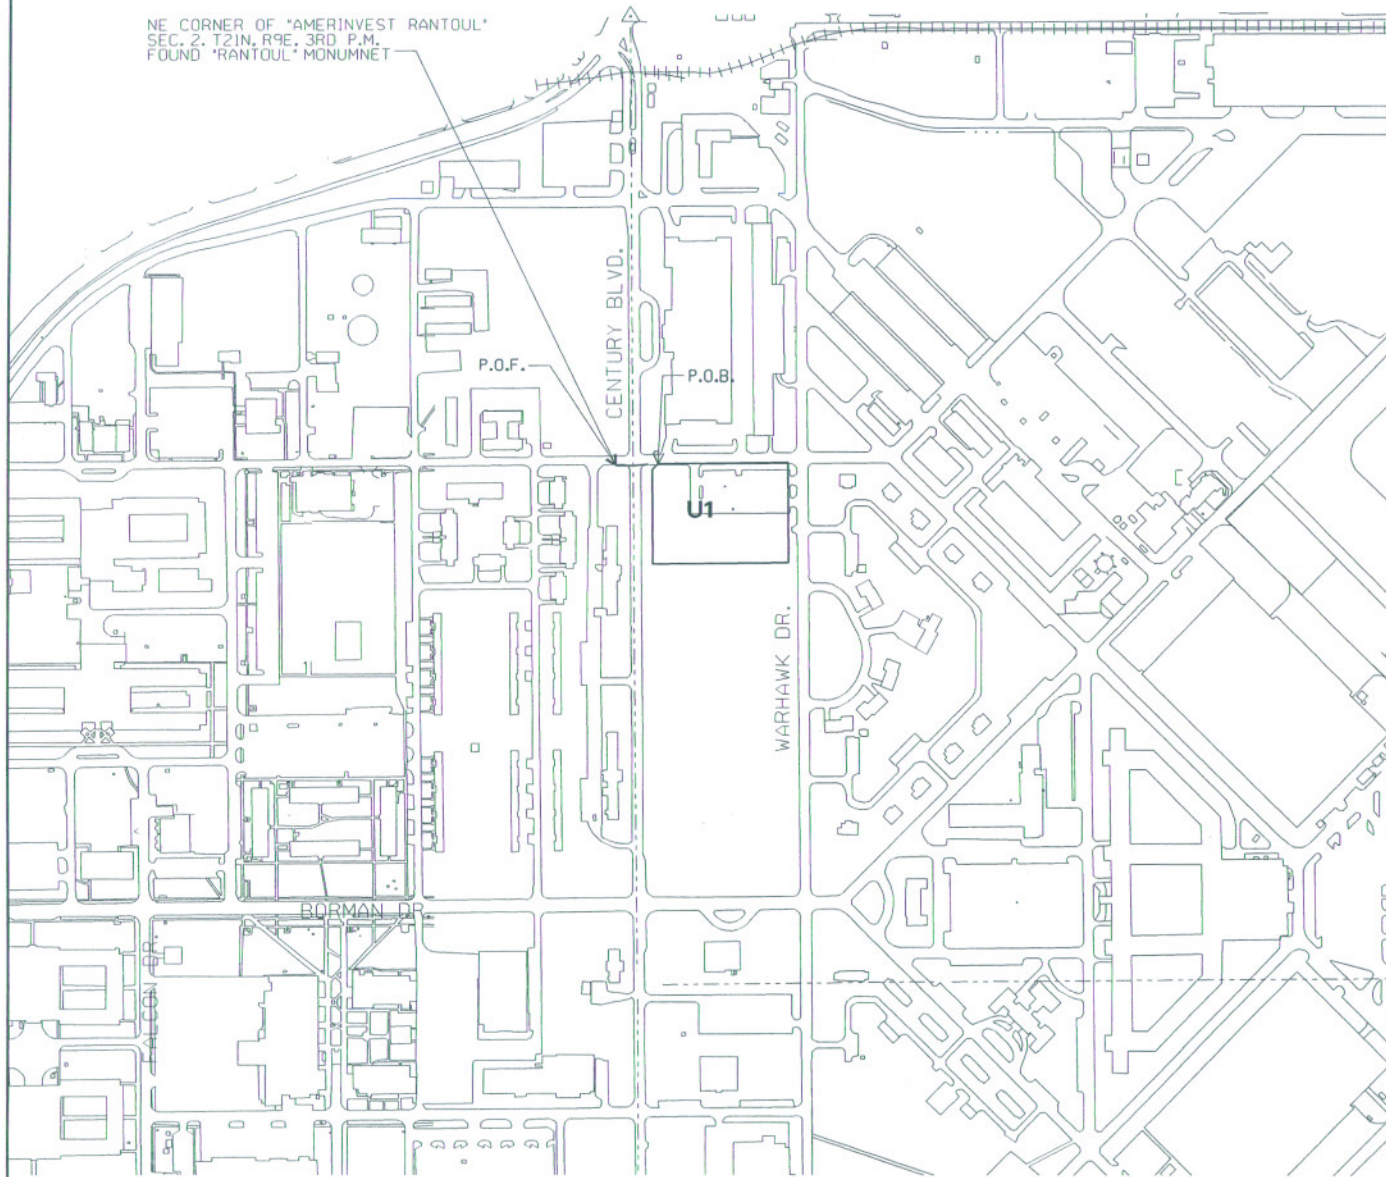 NE CORNER OF "AMERINVEST RANTOUL"
SEC. 2, T21N, R9E, 3RD P.M.
FOUND "RANTOUL" MONUMNET
CENTURY BLVD.
P.O.F.
P.O.B.
U1
WARHAWK DR.
BORMAN DR.
FALCON DR